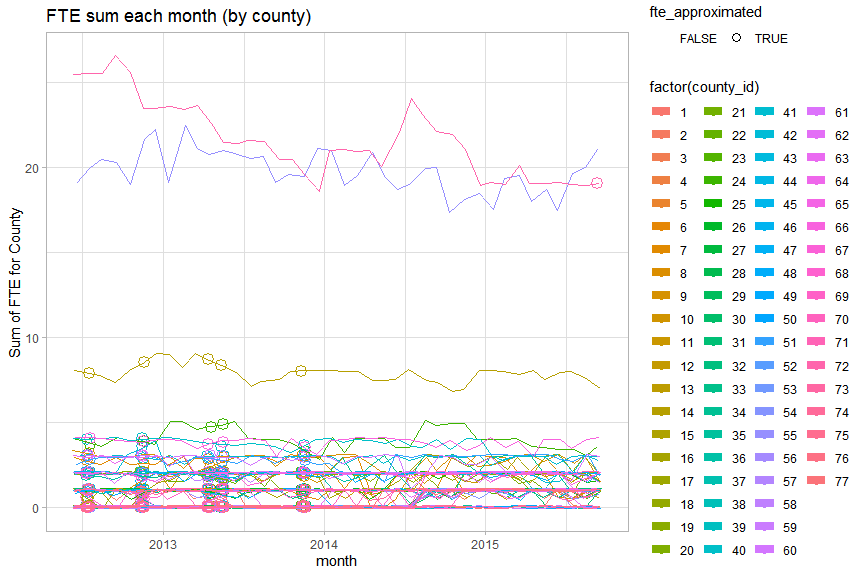 FTE sum each month (by county)
Sum of FTE for County
20
10
0
2013
2014
2015
month
fte_approximated
FALSE
TRUE
factor(county_id)
1 21 41 61
2 22 42 62
3 23 43 63
4 24 44 64
5 25 45 65
6 26 46 66
7 27 47 67
8 28 48 68
9 29 49 69
10 30 50 70
11 31 51 71
12 32 52 72
13 33 53 73
14 34 54 74
15 35 55 75
16 36 56 76
17 37 57 77
18 38 58
19 39 59
20 40 60